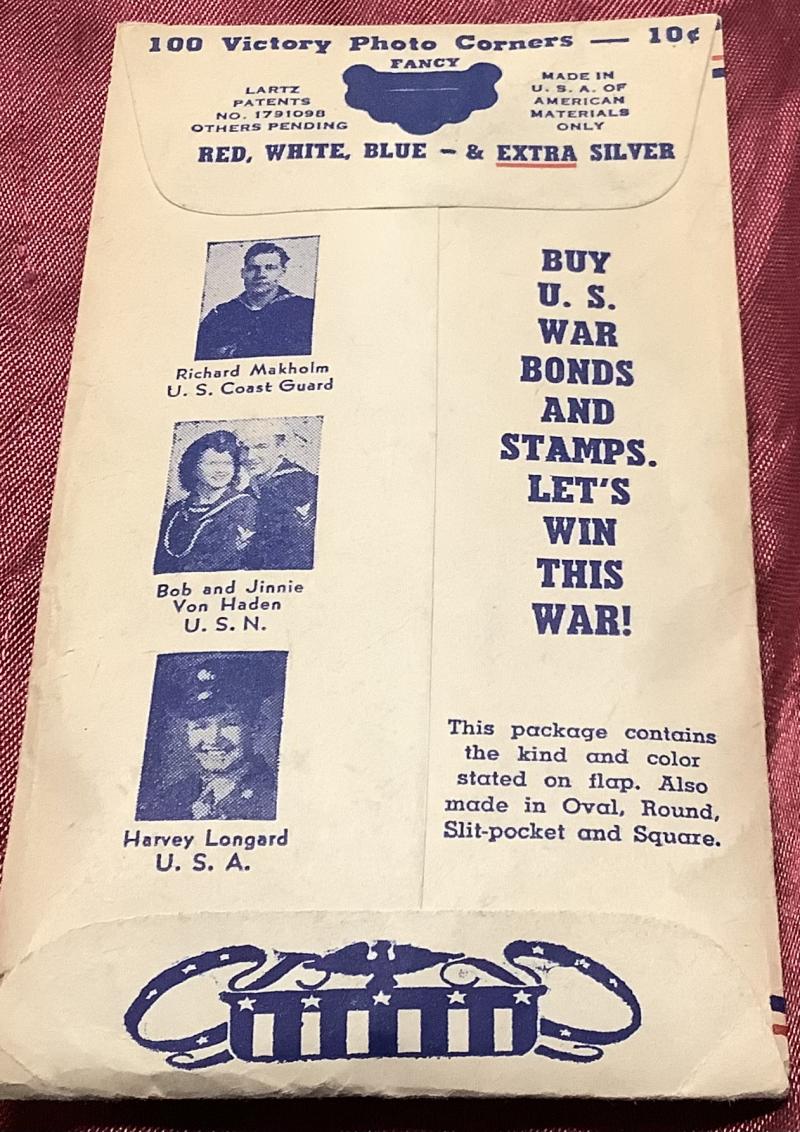 100 Victory Photo Corners — 10¢
FANCY
LARTZ
PATENTS
NO. 1791098
OTHERS PENDING
MADE IN
U. S. A. OF
AMERICAN
MATERIALS
ONLY
RED, WHITE, BLUE - & EXTRA SILVER
Richard Makholm
U. S. Coast Guard
Bob and Jinnie
Von Haden
U. S. N.
Harvey Longard
U. S. A.
BUY
U. S.
WAR
BONDS
AND
STAMPS.
LET'S
WIN
THIS
WAR!
This package contains
the kind and color
stated on flap. Also
made in Oval, Round,
Slit-pocket and Square.